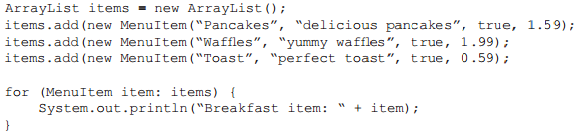 ArrayList items = new ArrayList();
items.add(new MenuItem(“Pancakes”, “delicious pancakes”, true, 1.59);
items.add(new MenuItem(“Waffles”, “yummy waffles”, true, 1.99);
items.add(new MenuItem(“Toast”, “perfect toast”, true, 0.59);
for (MenuItem item: items) {
System.out.println(“Breakfast item: “ + item);
}